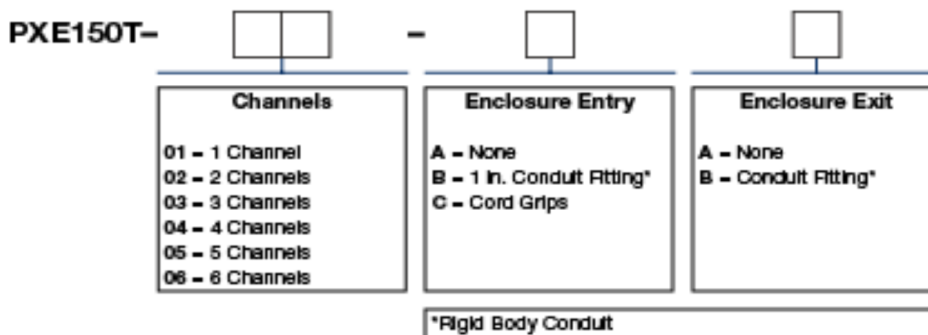 PXE150T– –
Channels
01 – 1 Channel
02 – 2 Channels
03 – 3 Channels
04 – 4 Channels
05 – 5 Channels
06 – 6 Channels
Enclosure Entry
A – None
B – 1 In. Conduit Fitting*
C – Cord Grips
Enclosure Exit
A – None
B – Conduit Fitting*
*Rigid Body Conduit